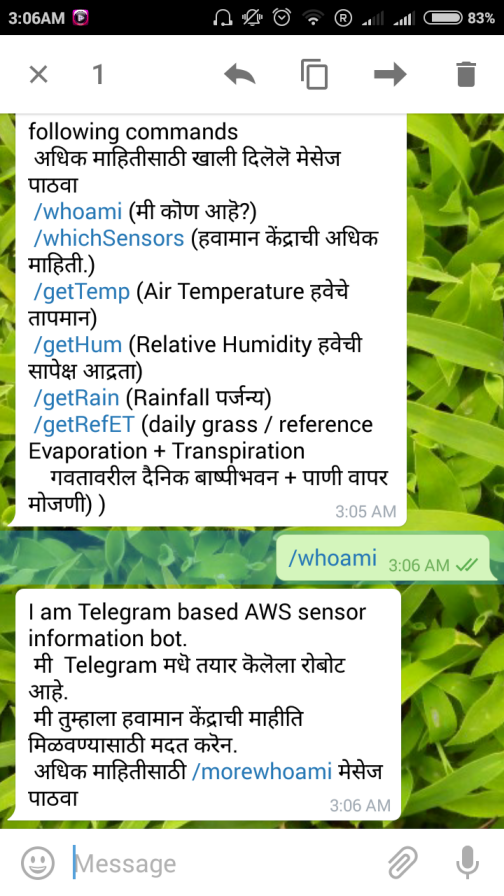 3:06AM
83%
1
following commands
अधिक माहितीसाठी खाली दिलॆलॆ मेसेज
पाठवा
/whoami (मी कॊण आहॆ?)
/whichSensors (हवामान केंद्राची अधिक
माहिती.)
/getTemp (Air Temperature हवेचे
तापमान)
/getHum (Relative Humidity हवेची
सापेक्ष आद्रता)
/getRain (Rainfall पर्जन्य)
/getRefET (daily grass / reference
Evaporation + Transpiration
गवतावरील दैनिक बाष्पीभवन + पाणी वापर
मोजणी) )
3:05 AM
/whoami 3:06 AM
I am Telegram based AWS sensor
information bot.
मी Telegram मधॆ तयार कॆलॆला रोबोट
आहे.
मी तुम्हाला हवामान केंद्राची माहीति
मिळवण्यासाठी मदत करॆन.
अधिक माहितीसाठी /morewhoami मेसेज
पाठवा
3:06 AM
Message